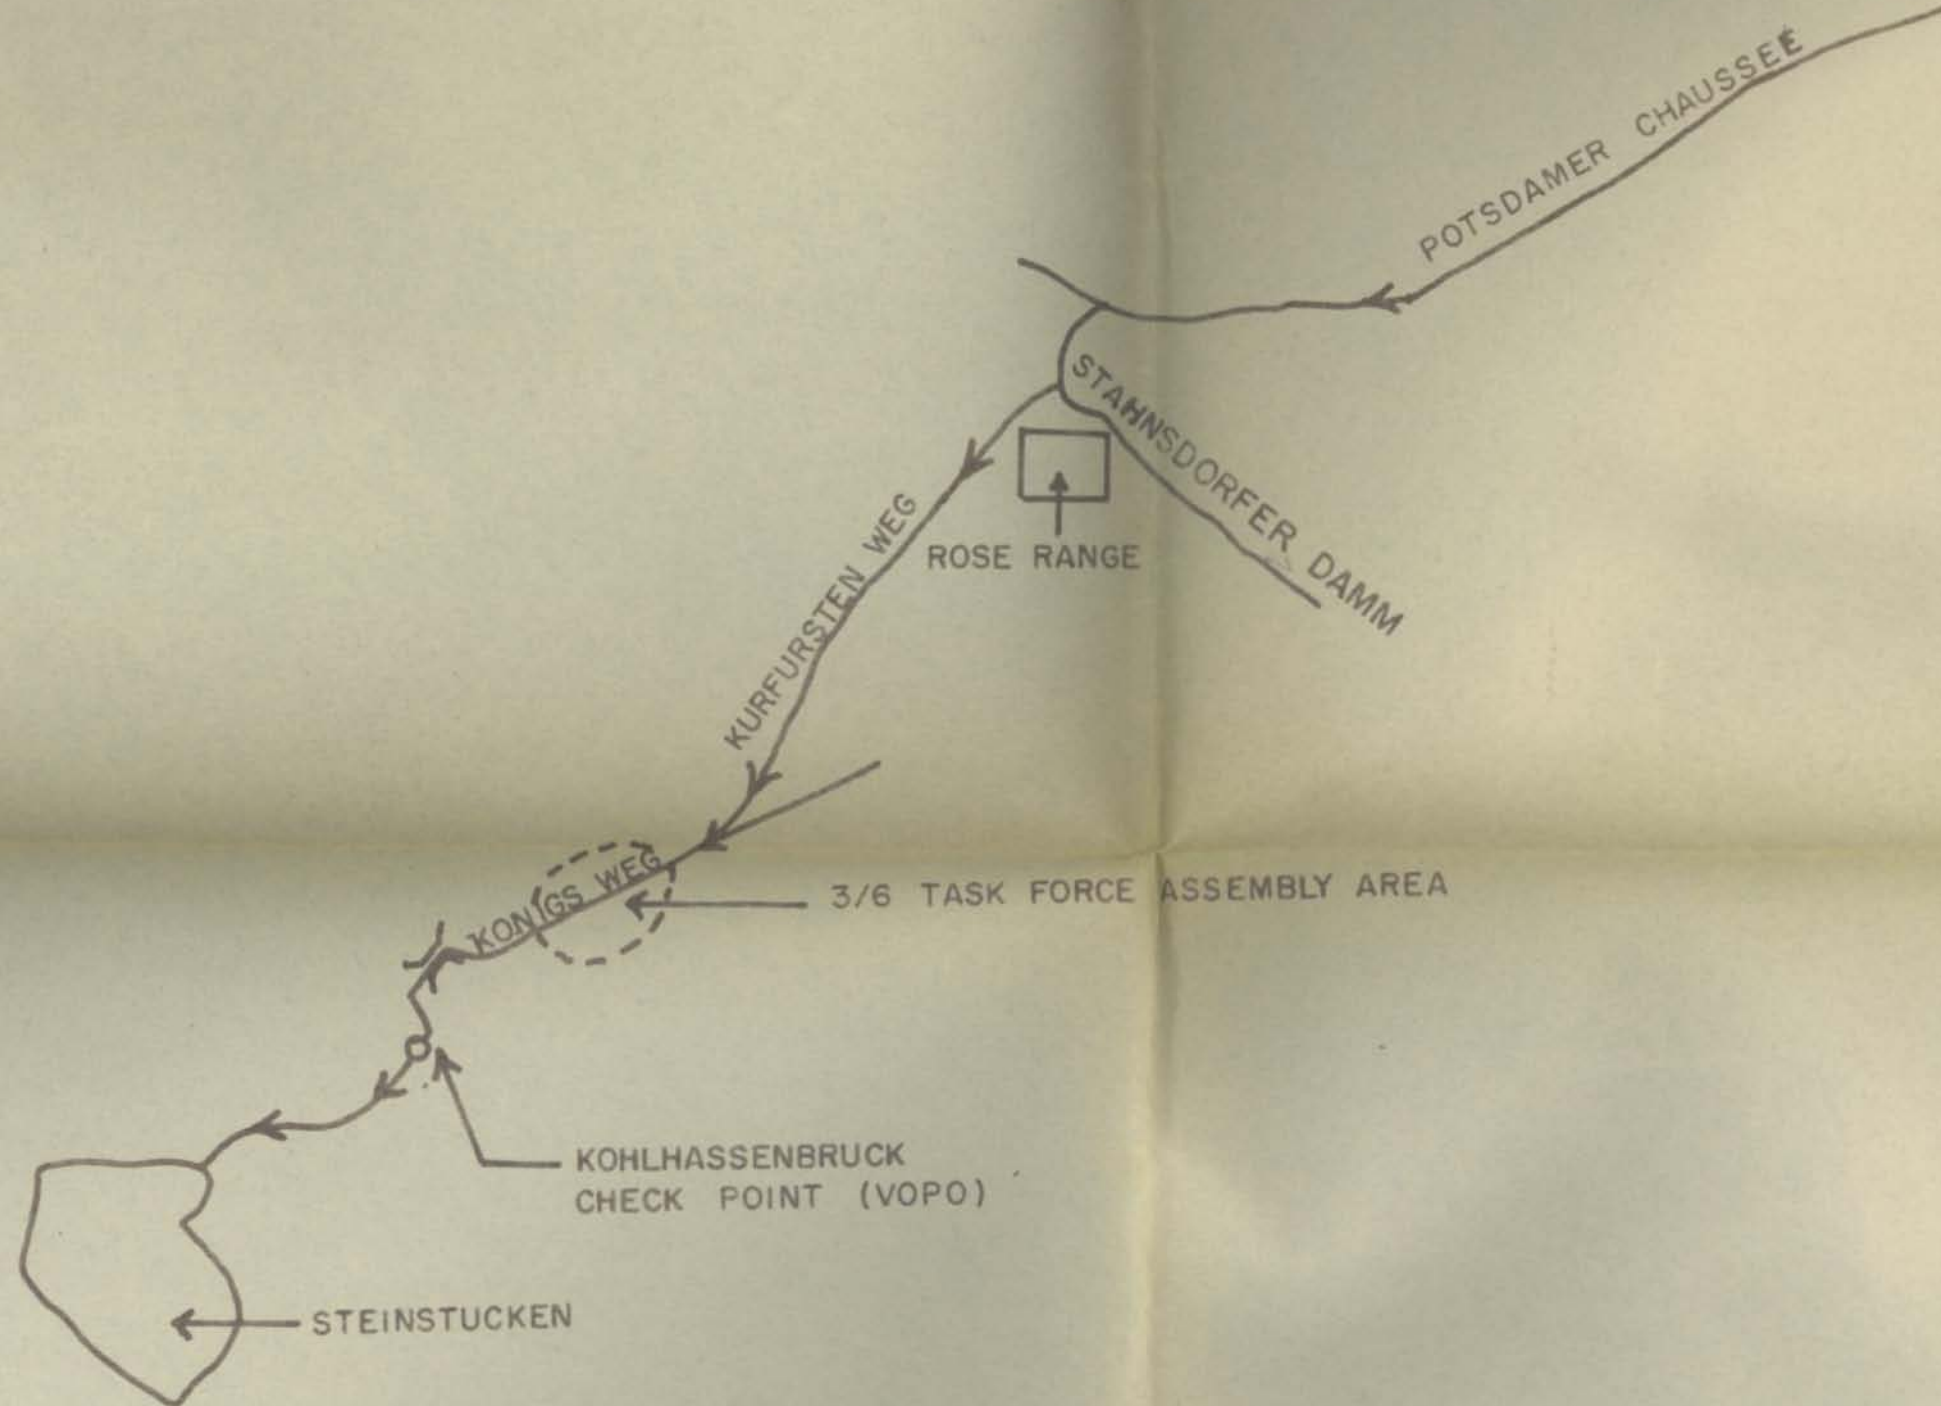 POTSDAMER CHAUSSEE
STAHNSDORFER DAMM
ROSE RANGE
KURFURSTEN WEG
KONIGS WEG
3/6 TASK FORCE ASSEMBLY AREA
KOHLHASSENBRUCK
CHECK POINT (VOPO)
STEINSTUCKEN